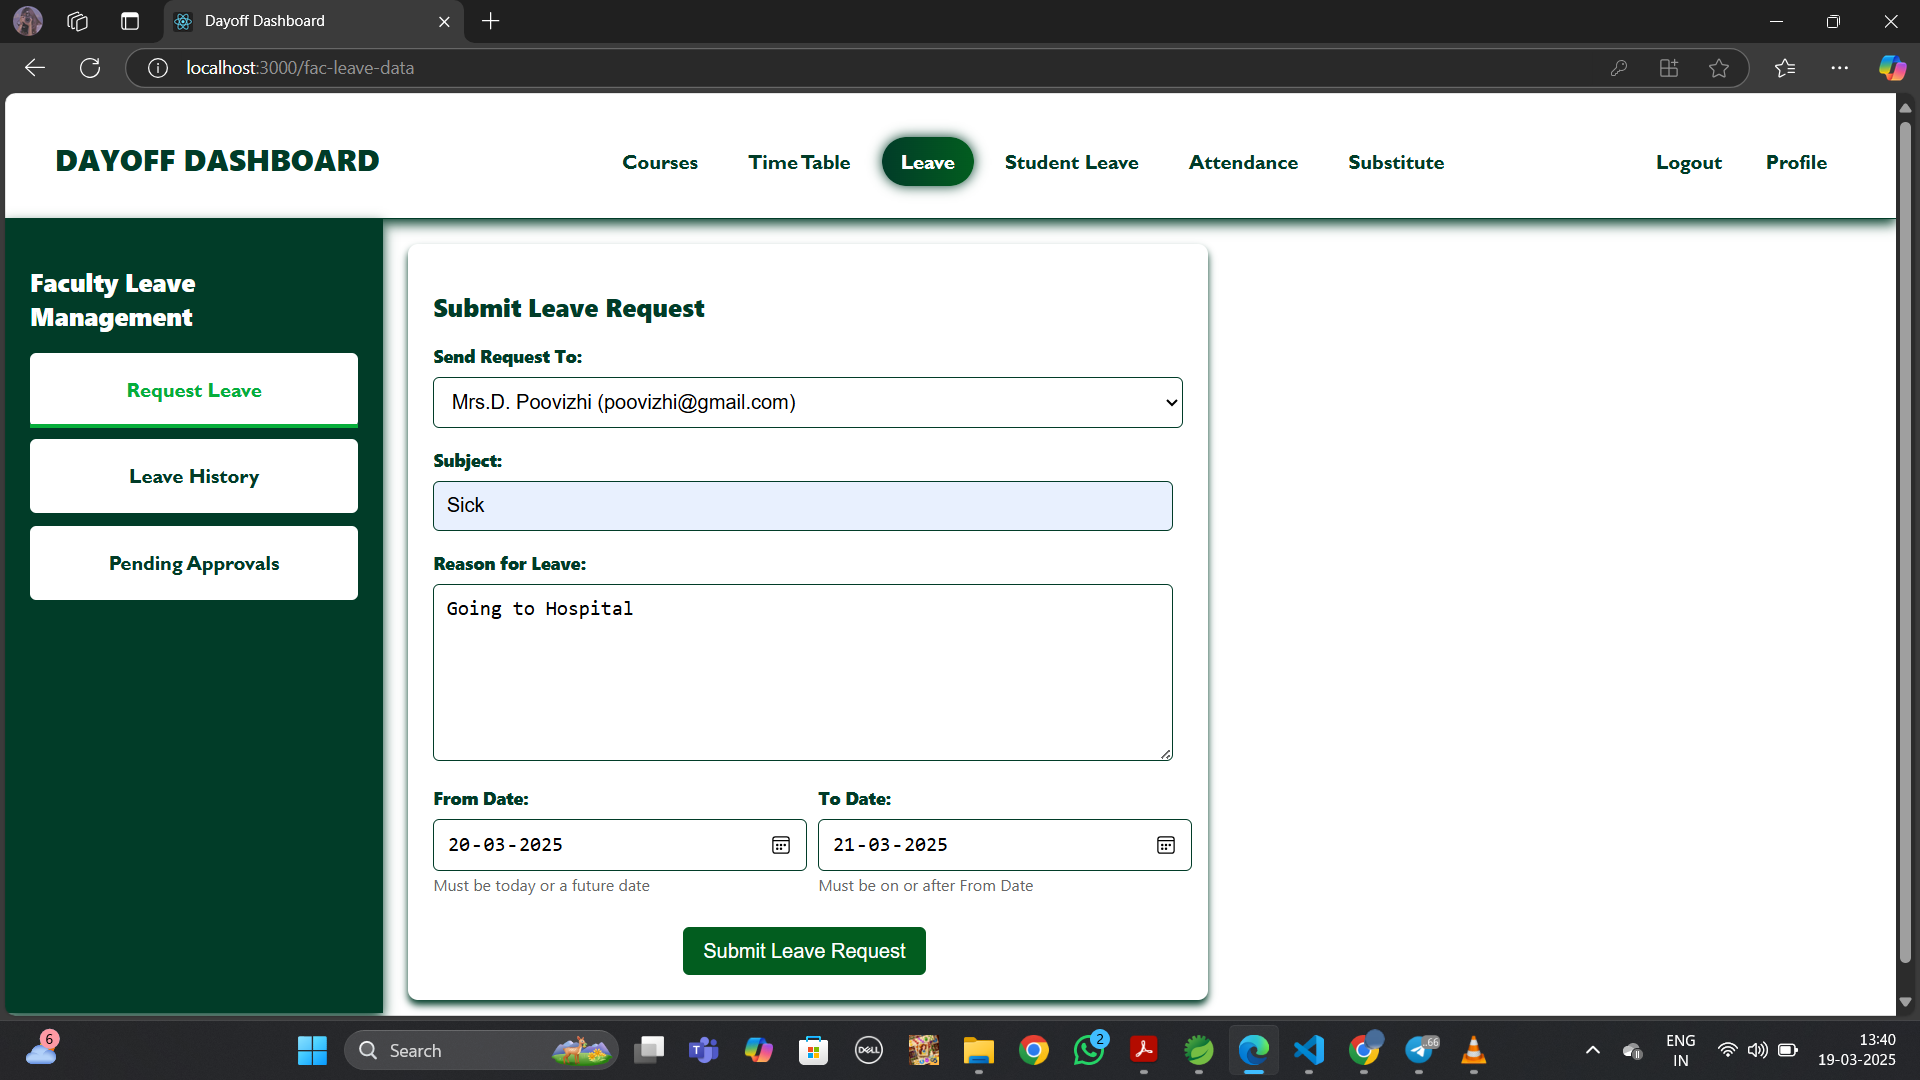 Dayoff Dashboard
localhost:3000/fac-leave-data
DAYOFF DASHBOARD
Courses
Time Table
Leave
Student Leave
Attendance
Substitute
Logout
Profile
Faculty Leave
Management
Request Leave
Leave History
Pending Approvals
Submit Leave Request
Send Request To:
Mrs.D. Poovizhi (poovizhi@gmail.com)
Subject:
Sick
Reason for Leave:
Going to Hospital
From Date:
To Date:
20-03-2025
21-03-2025
Must be today or a future date
Must be on or after From Date
Submit Leave Request
6
Search
T
DELL
2
.66
ENG
IN
13:40
19-03-2025